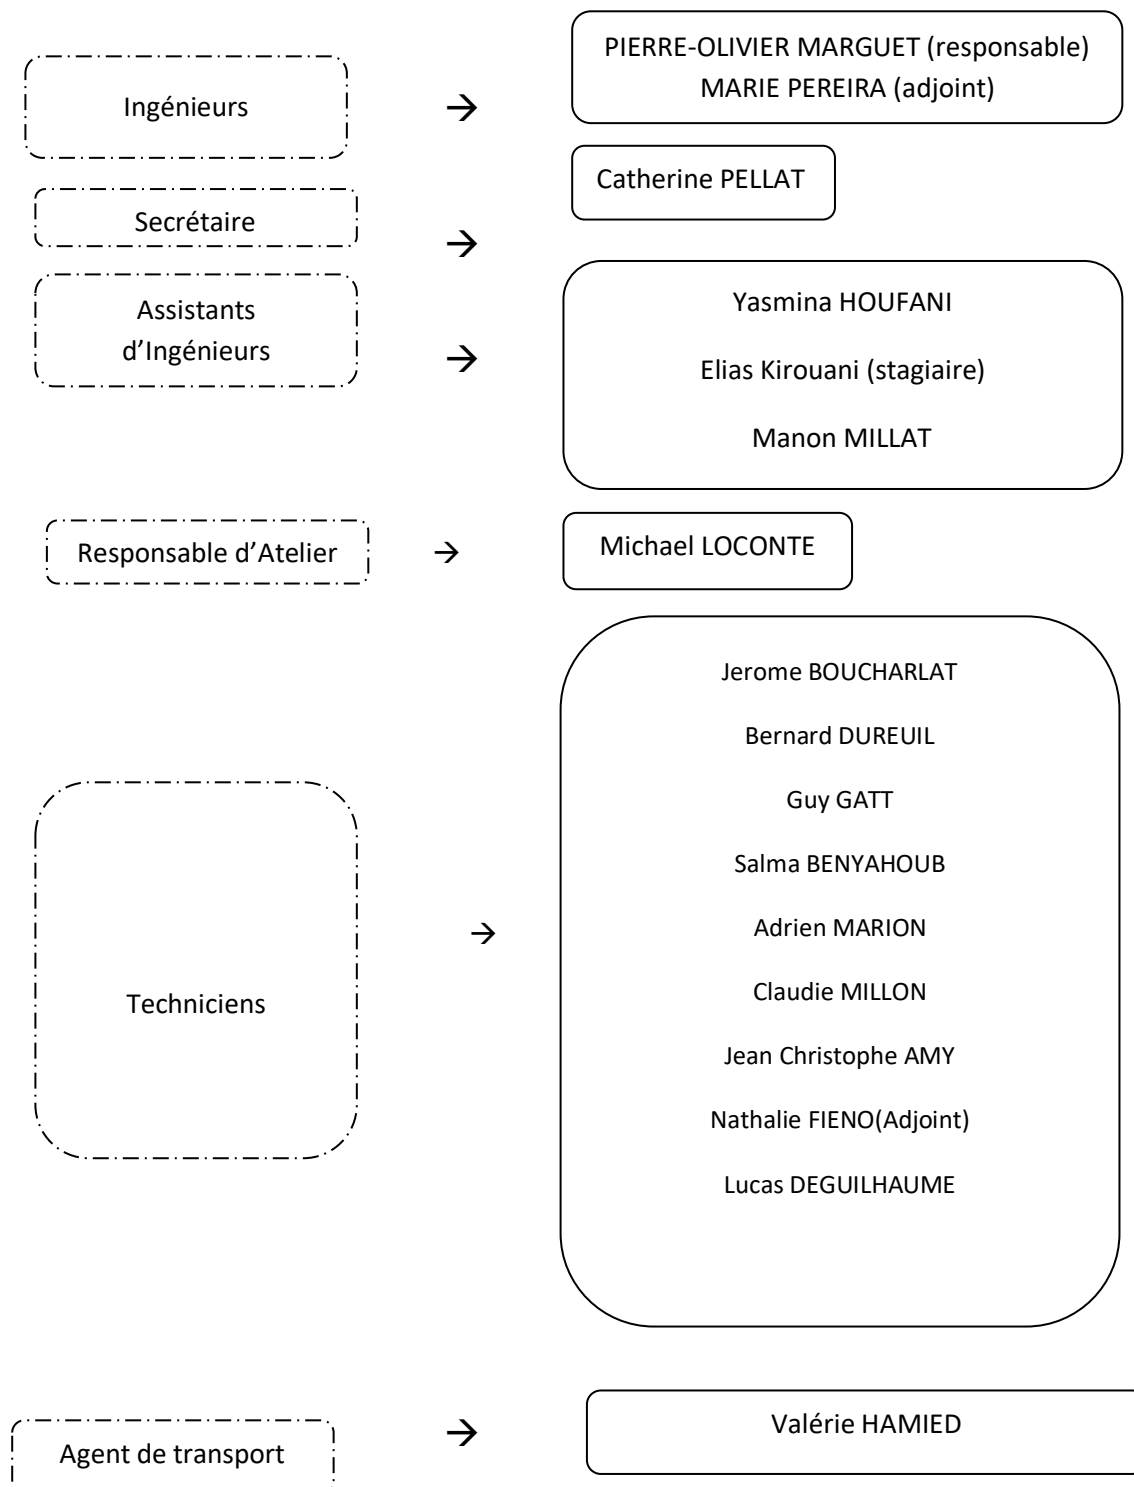 Ingénieurs
→
PIERRE-OLIVIER MARGUET (responsable)
MARIE PEREIRA (adjoint)
Secrétaire
→
Catherine PELLAT
Assistants
d’Ingénieurs
→
Yasmina HOUFANI
Elias Kirouani (stagiaire)
Manon MILLAT
Responsable d’Atelier
→
Michael LOCONTE
Techniciens
→
Jerome BOUCHARLAT
Bernard DUREUIL
Guy GATT
Salma BENYAHOUB
Adrien MARION
Claudie MILLON
Jean Christophe AMY
Nathalie FIENO(Adjoint)
Lucas DEGUILHAUME
Agent de transport
→
Valérie HAMIED